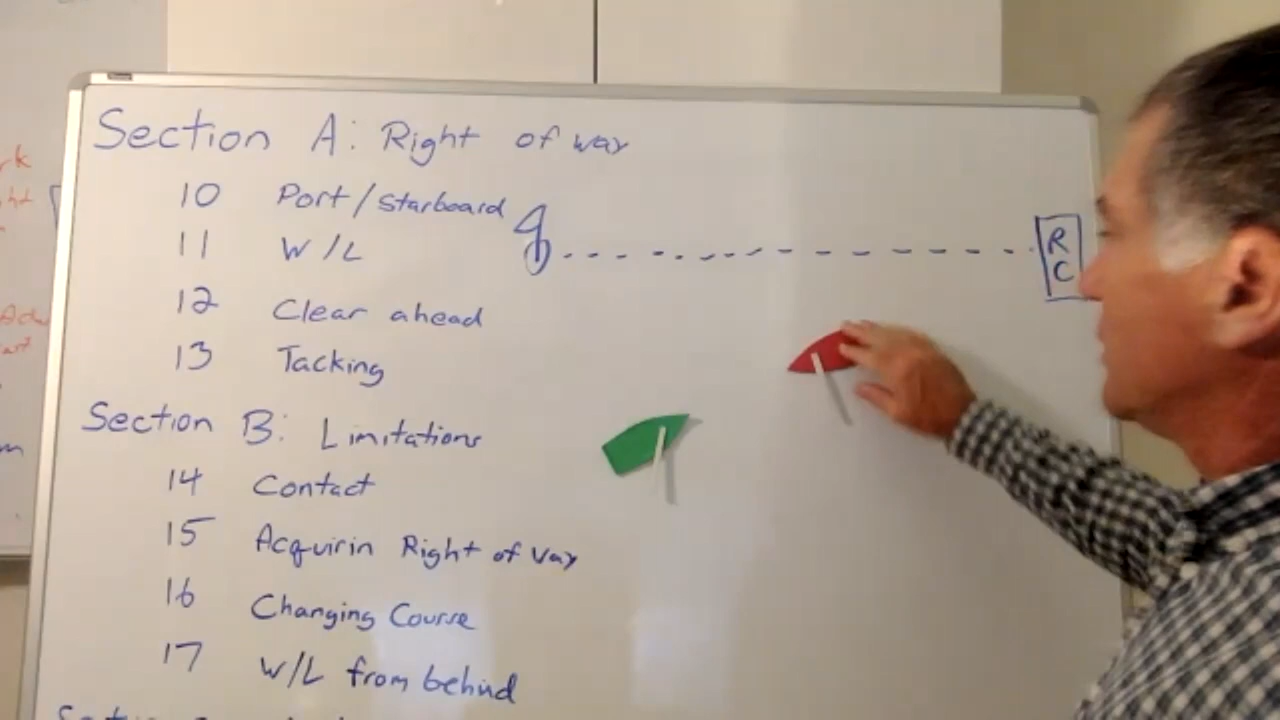 Section A: Right of way
10 Port/starboard
11 W/L
12 Clear ahead
13 Tacking
Section B: Limitations
14 Contact
15 Acquirin Right of way
16 Changing Course
17 W/L from behind
R
C